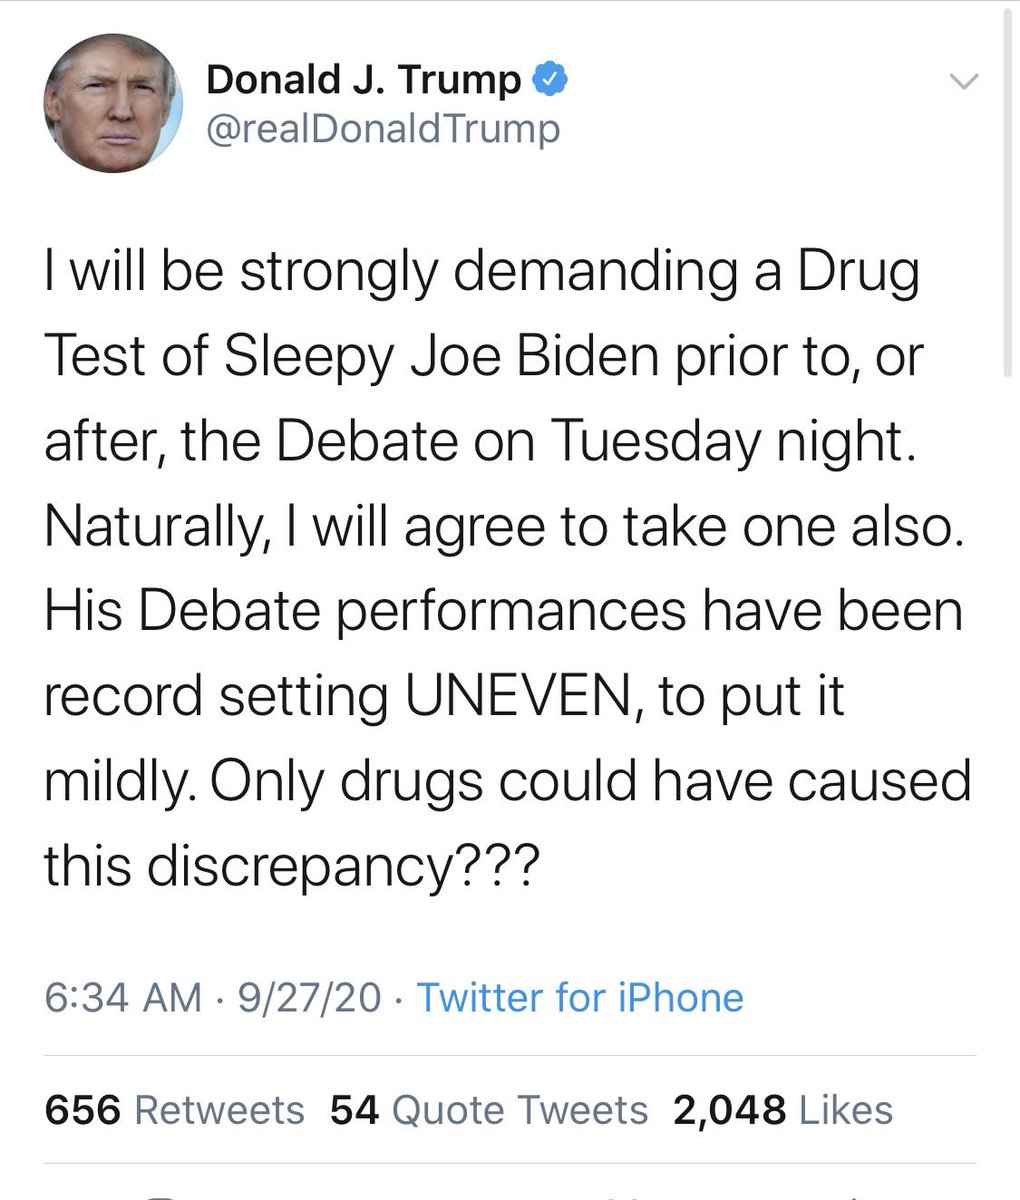 Donald J. Trump
@realDonaldTrump
I will be strongly demanding a Drug
Test of Sleepy Joe Biden prior to, or
after, the Debate on Tuesday night.
Naturally, I will agree to take one also.
His Debate performances have been
record setting UNEVEN, to put it
mildly. Only drugs could have caused
this discrepancy???
6:34 AM · 9/27/20 · Twitter for iPhone
656 Retweets 54 Quote Tweets 2,048 Likes